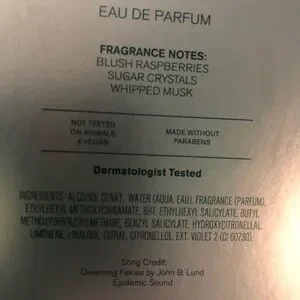 EAU DE PARFUM
FRAGRANCE NOTES:
BLUSH RASPBERRIES
SUGAR CRYSTALS
WHIPPED MUSK
NOT TESTED
ON ANIMALS
& VEGAN
MADE WITHOUT
PARABENS
Dermatologist Tested
INGREDIENTS: ALCOHOL DENAT., WATER (AQUA, EAU), FRAGRANCE (PARFUM),
ETHYLHEXYL METHOXYCINNAMATE, BHT, ETHYLHEXYL SALICYLATE, BUTYL
METHOXYDIBENZOYLMETHANE, BENZYL SALICYLATE, HYDROXYCITRONELLAL,
LIMONENE, LINALOOL, CITRAL, CITRONELLOL, EXT. VIOLET 2 (CI 60730).
Song Credit:
Dreaming Fairies by John B. Lund
Epidemic Sound